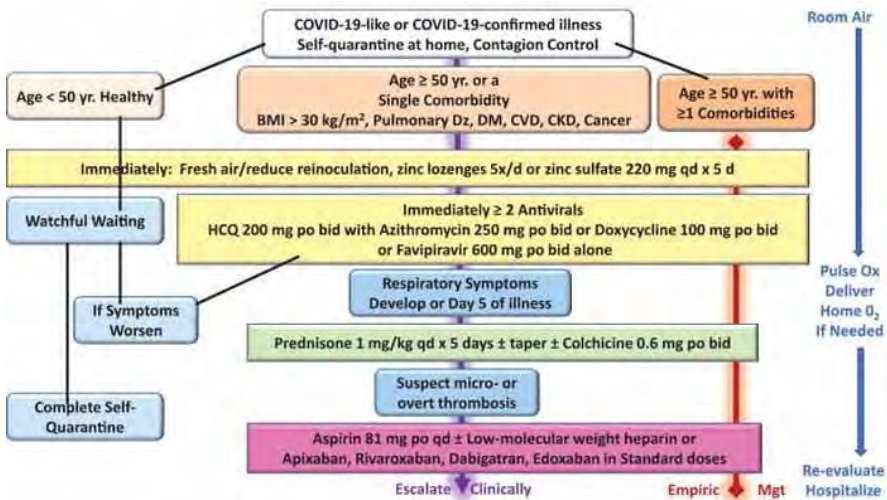 COVID-19-like or COVID-19-confirmed illness
Self-quarantine at home, Contagion Control
Room Air
Age < 50 yr. Healthy
Age ≥ 50 yr. or a
Single Comorbidity
BMI > 30 kg/m², Pulmonary Dz, DM, CVD, CKD, Cancer
Age ≥ 50 yr. with
≥1 Comorbidities
Immediately: Fresh air/reduce reinoculation, zinc lozenges 5x/d or zinc sulfate 220 mg qd x 5 d
Watchful Waiting
Immediately ≥ 2 Antivirals
HCQ 200 mg po bid with Azithromycin 250 mg po bid or Doxycycline 100 mg po bid
or Favipiravir 600 mg po bid alone
If Symptoms
Worsen
Respiratory Symptoms
Develop or Day 5 of illness
Pulse Ox
Deliver
Home 0₂
If Needed
Prednisone 1 mg/kg qd x 5 days ± taper ± Colchicine 0.6 mg po bid
Complete Self-
Quarantine
Suspect micro- or
overt thrombosis
Aspirin 81 mg po qd ± Low-molecular weight heparin or
Apixaban, Rivaroxaban, Dabigatran, Edoxaban in Standard doses
Escalate Clinically
Empiric Mgt
Re-evaluate
Hospitalize